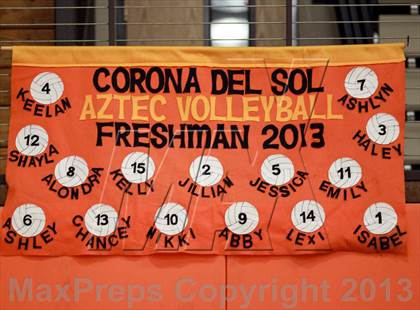 CORONA DEL SOL
AZTEC VOLLEYBALL
FRESHMAN 2013
4 KEELAN
7 ASHLYN
12 SHAYLA
3 HALEY
8 ALONDRA
15 KELLY
2 JILLIAN
5 JESSICA
11 EMILY
6 ASHLEY
13 CHANCEY
10 NIKKI
9 ABBY
14 LEXY
1 ISABEL
MaxPreps Copyright 2013